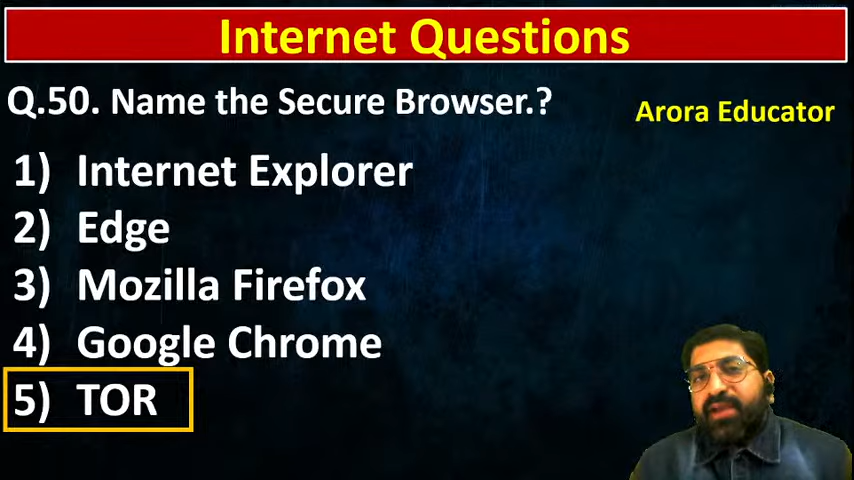 Internet Questions
Q.50. Name the Secure Browser.?
Arora Educator
1) Internet Explorer
2) Edge
3) Mozilla Firefox
4) Google Chrome
5) TOR